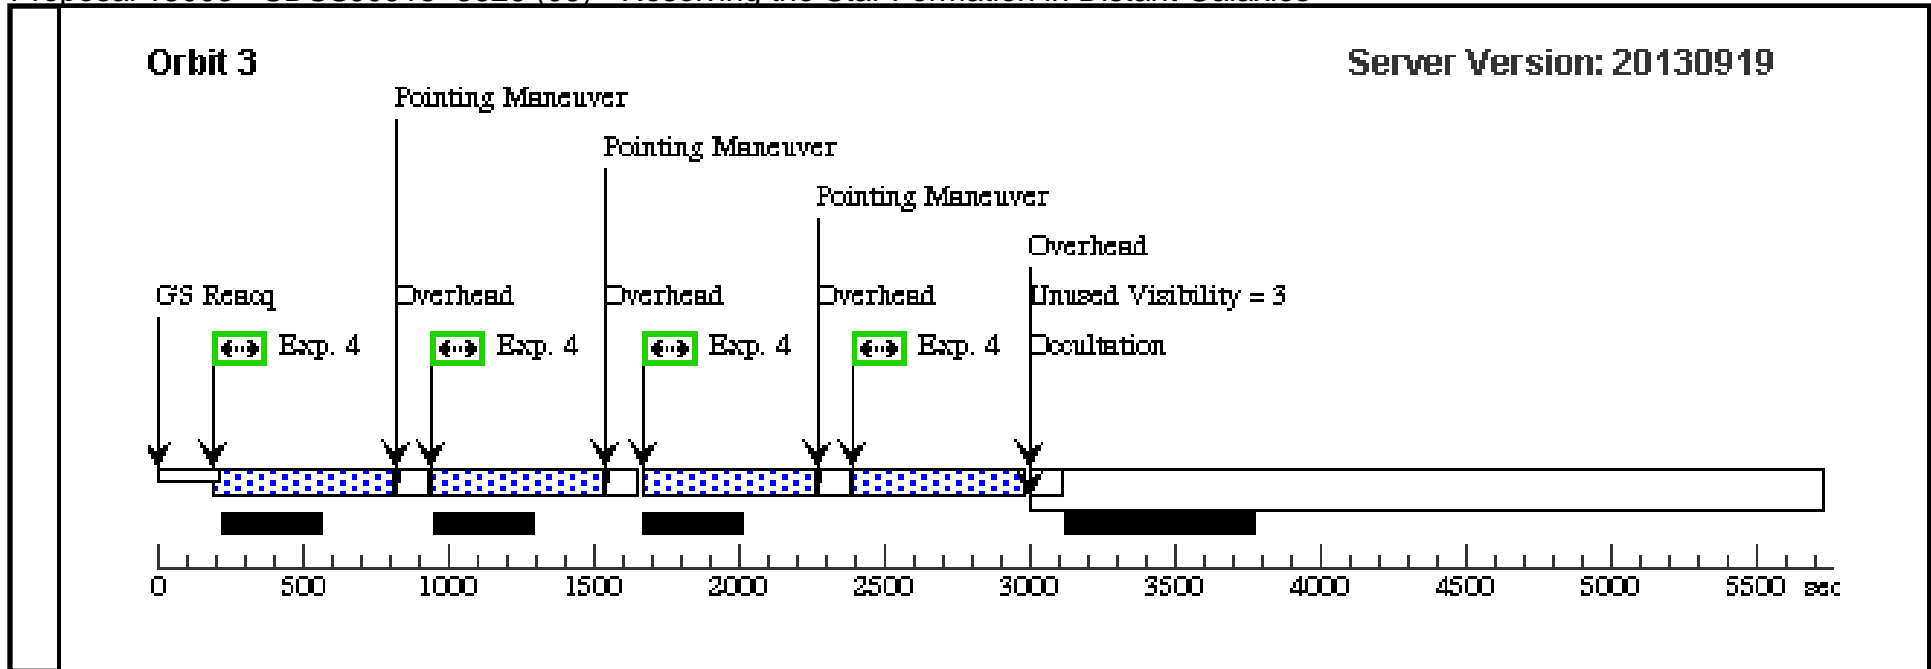 Orbit 3
Server Version: 20130919
Pointing Maneuver
Pointing Maneuver
Pointing Maneuver
Overhead
GS Reacq
Overhead
Overhead
Overhead
Unused Visibility = 3
Exp. 4
Exp. 4
Exp. 4
Exp. 4
Occultation
0 500 1000 1500 2000 2500 3000 3500 4000 4500 5000 5500 sec